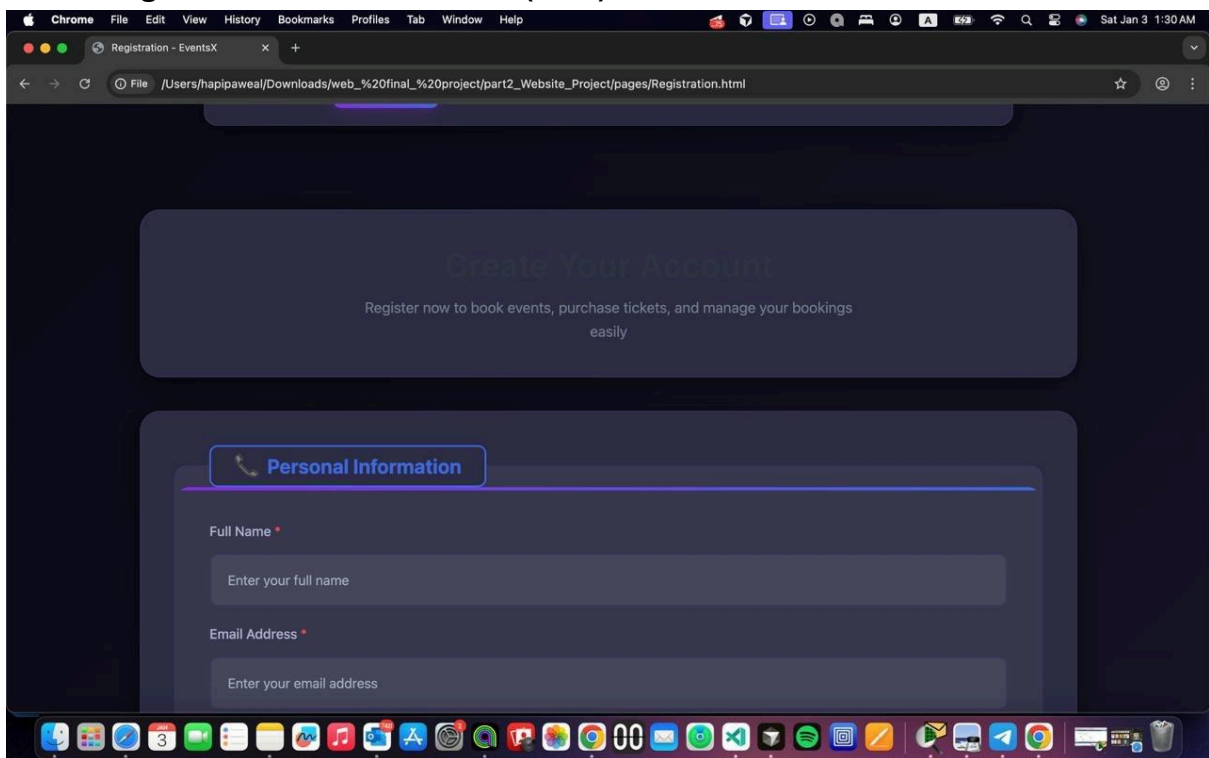 Chrome File Edit View History Bookmarks Profiles Tab Window Help
A
Sat Jan 3 1:30 AM
Registration - EventsX
File /Users/hapipaweal/Downloads/web_%20final_%20project/part2_Website_Project/pages/Registration.html
Create Your Account
Register now to book events, purchase tickets, and manage your bookings
easily
Personal Information
Full Name *
Enter your full name
Email Address *
Enter your email address
JAN
3